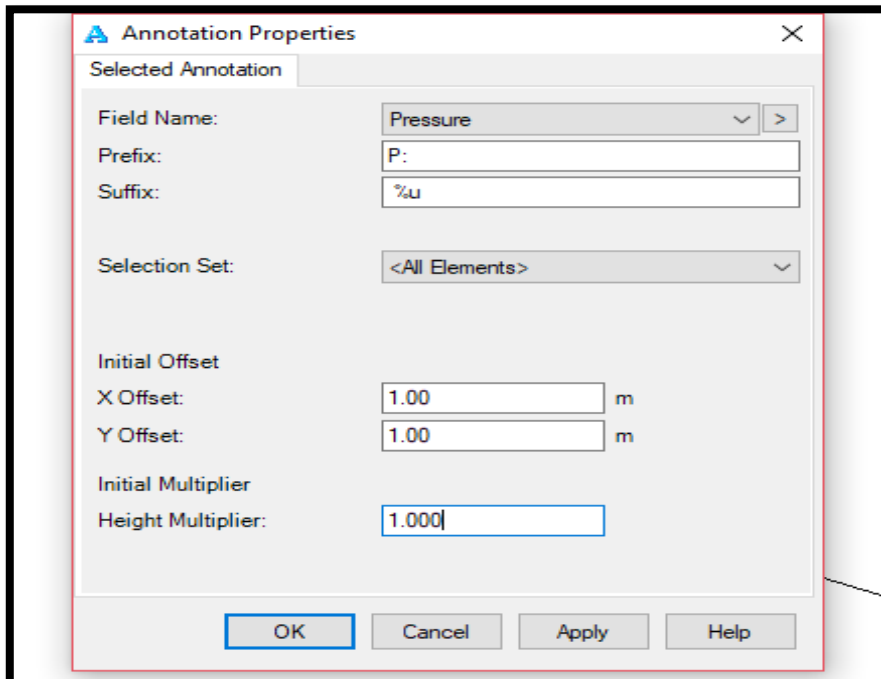 Annotation Properties
Selected Annotation
Field Name: Pressure >
Prefix: P:
Suffix: %u
Selection Set: <All Elements>
Initial Offset
X Offset: 1.00 m
Y Offset: 1.00 m
Initial Multiplier
Height Multiplier: 1.000
OK Cancel Apply Help